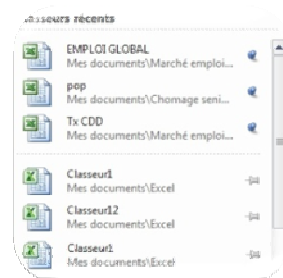 Classeurs récents
EMPLOI GLOBAL
Mes documents\Marché emploi...
pop
Mes documents\Chomage seni...
Tx CDD
Mes documents\Marché emploi...
Classeur1
Mes documents\Excel
Classeur12
Mes documents\Excel
Classeur1
Mes documents\Excel